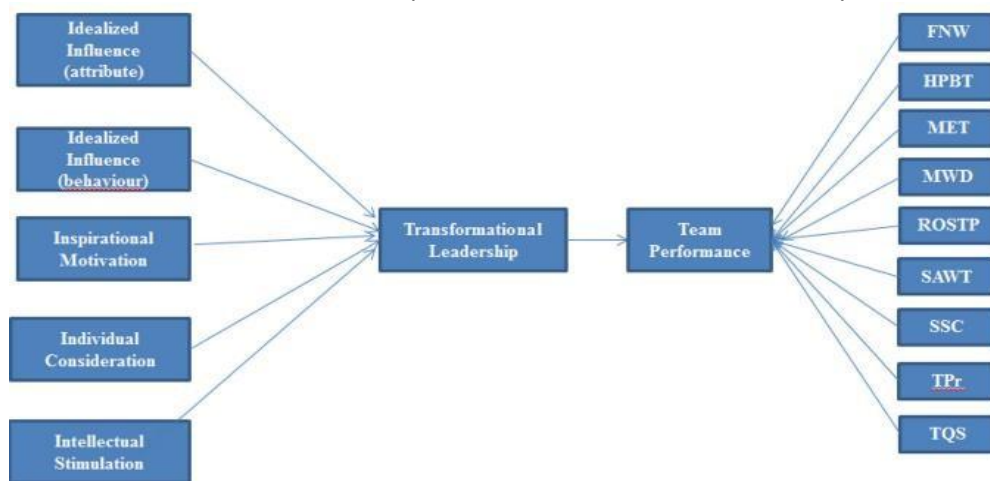 Idealized
Influence
(attribute)
Idealized
Influence
(behaviour)
Inspirational
Motivation
Individual
Consideration
Intellectual
Stimulation
Transformational
Leadership
Team
Performance
FNW
HPBT
MET
MWD
ROSTP
SAWT
SSC
TPr
TQS